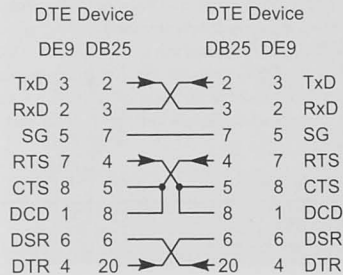 DTE Device DTE Device
DE9 DB25 DB25 DE9
TxD 3 2 2 3 TxD
RxD 2 3 3 2 RxD
SG 5 7 7 5 SG
RTS 7 4 4 7 RTS
CTS 8 5 5 8 CTS
DCD 1 8 8 1 DCD
DSR 6 6 6 6 DSR
DTR 4 20 20 4 DTR